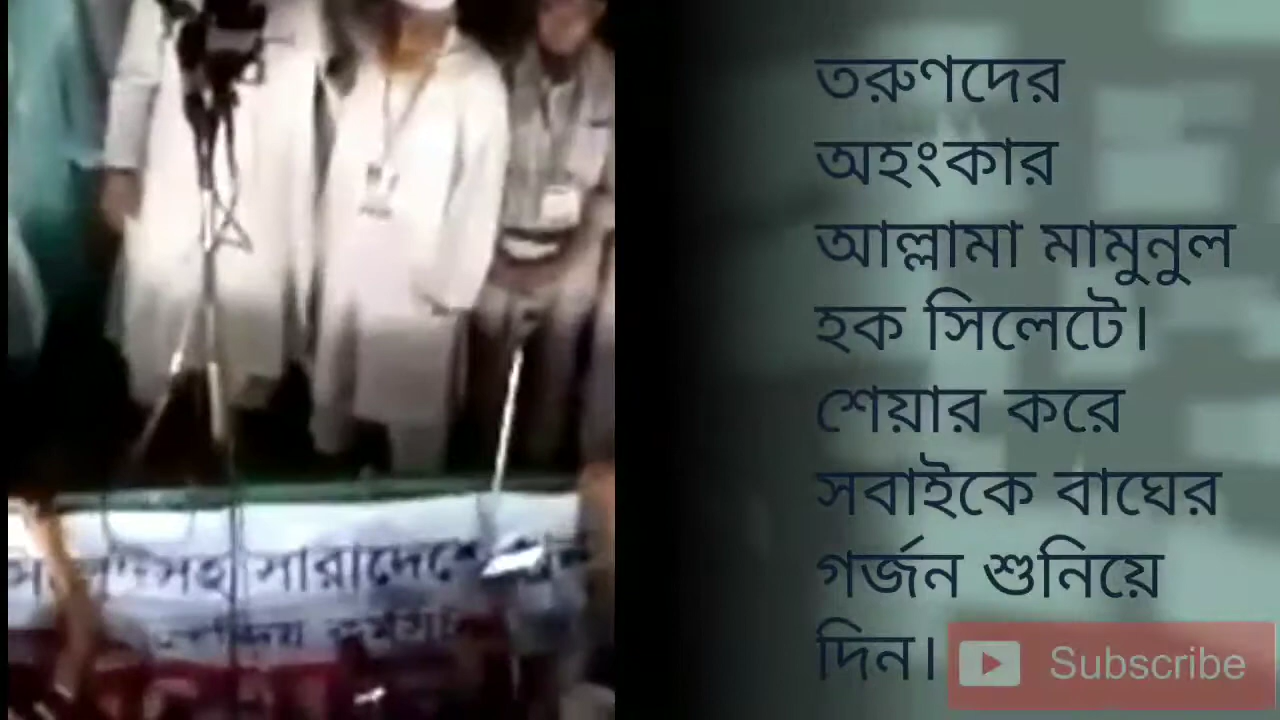 তরুণদের
অহংকার
আল্লামা মামুনুল
হক সিলেটে।
শেয়ার করে
সবাইকে বাঘের
গর্জন শুনিয়ে
দিন।
Subscribe
সারাদেশে